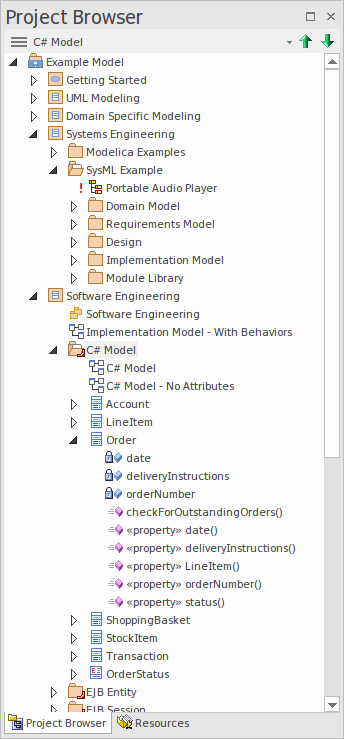 Project Browser
C# Model
Example Model
Getting Started
UML Modeling
Domain Specific Modeling
Systems Engineering
Modelica Examples
SysML Example
! Portable Audio Player
Domain Model
Requirements Model
Design
Implementation Model
Module Library
Software Engineering
Software Engineering
Implementation Model - With Behaviors
C# Model
C# Model
C# Model - No Attributes
Account
LineItem
Order
date
deliveryInstructions
orderNumber
checkForOutstandingOrders()
«property» date()
«property» deliveryInstructions()
«property» LineItem()
«property» orderNumber()
«property» status()
ShoppingBasket
StockItem
Transaction
OrderStatus
EJB Entity
EJB Session
Project Browser Resources